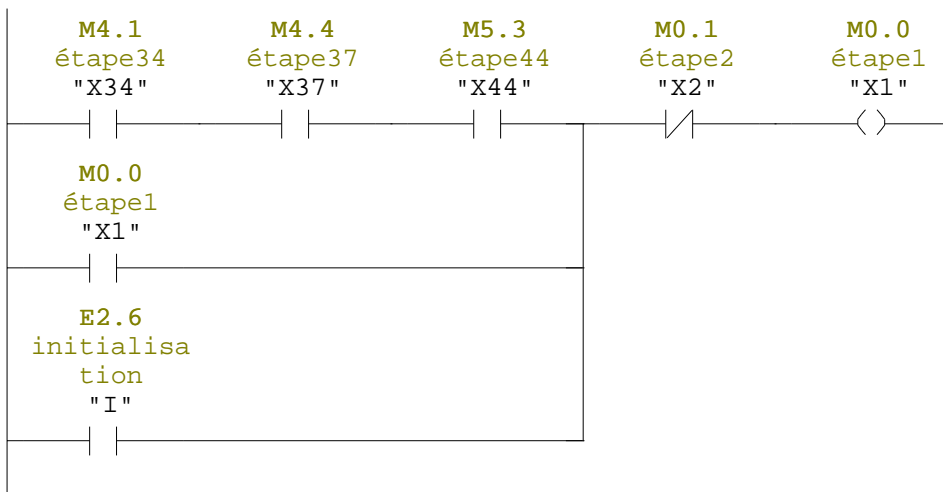 M4.1 M4.4 M5.3 M0.1 M0.0
étape34 étape37 étape44 étape2 étape1
"X34" "X37" "X44" "X2" "X1"
M0.0
étape1
"X1"
E2.6
initialisa
tion
"I"